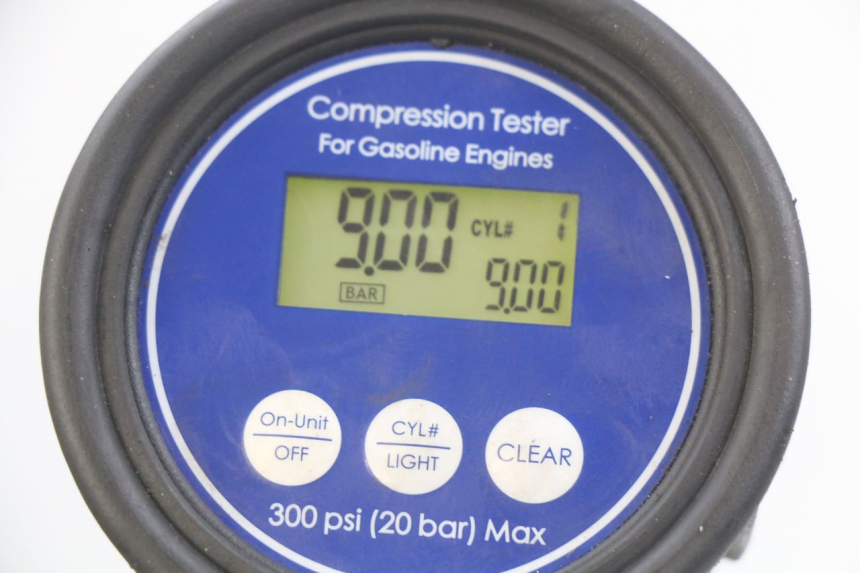 Compression Tester
For Gasoline Engines
9.00 CYL# 1
BAR 9.00
On-Unit
OFF
CYL#
LIGHT
CLEAR
300 psi (20 bar) Max